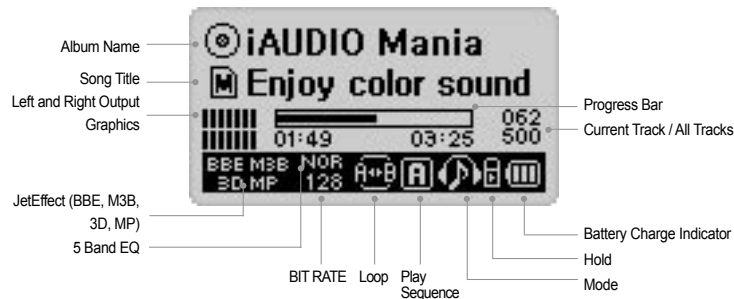 Album Name
iAUDIO Mania
Song Title
M Enjoy color sound
Left and Right Output
Graphics
Progress Bar
062
01:49 03:25 500
Current Track / All Tracks
BBE M3B NOR A↔B A
3D MP 128
JetEffect (BBE, M3B,
3D, MP)
5 Band EQ
BIT RATE Loop Play
Sequence
Battery Charge Indicator
Hold
Mode